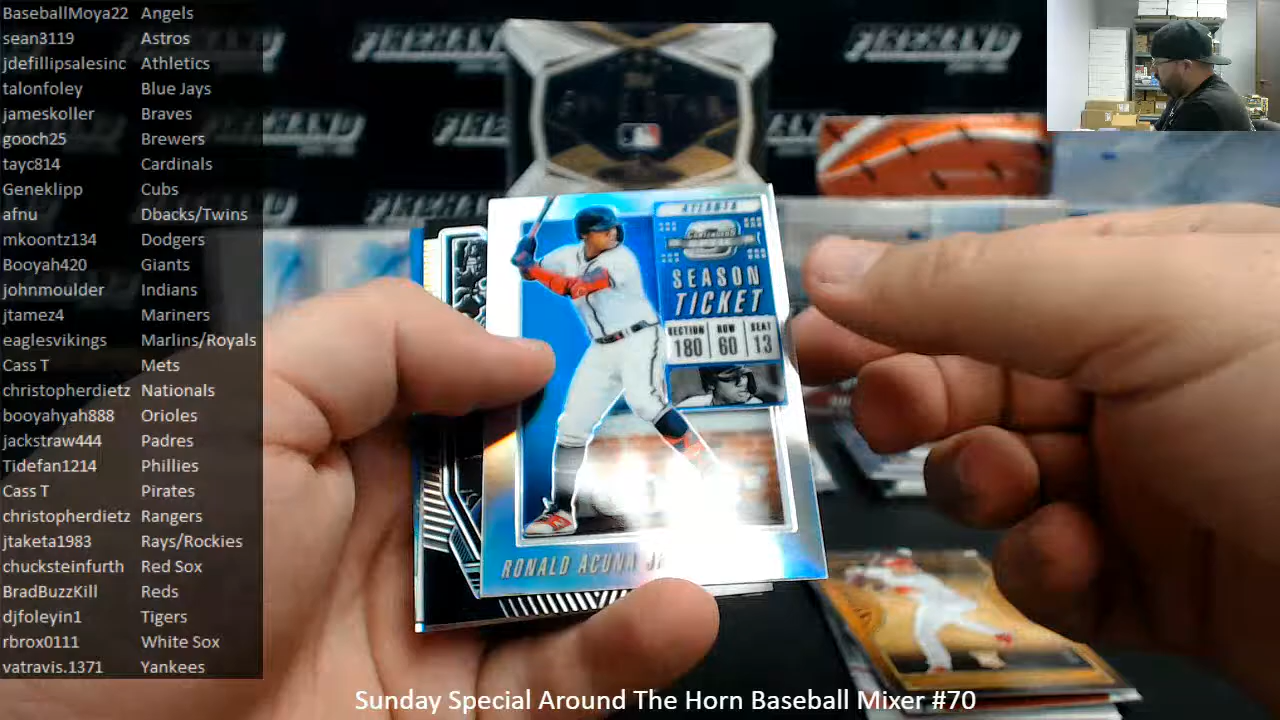 BaseballMoya22 Angels
sean3119 Astros
jdefillipsalesinc Athletics
talonfoley Blue Jays
jameskoller Braves
gooch25 Brewers
tayc814 Cardinals
Geneklipp Cubs
afnu Dbacks/Twins
mkoontz134 Dodgers
Booyah420 Giants
johnmoulder Indians
jtamez4 Mariners
eaglesvikings Marlins/Royals
Cass T Mets
christopherdietz Nationals
booyahyah888 Orioles
jackstraw444 Padres
Tidefan1214 Phillies
Cass T Pirates
christopherdietz Rangers
jtaketa1983 Rays/Rockies
chucksteinfurth Red Sox
BradBuzzKill Reds
djfoleyin1 Tigers
rbrox0111 White Sox
vatravis.1371 Yankees
FIREHAND FIREHAND
ATLANTA
CONTENDERS
SEASON
TICKET
SECTION ROW SEAT
180 60 13
RONALD ACUNA JR
Sunday Special Around The Horn Baseball Mixer #70